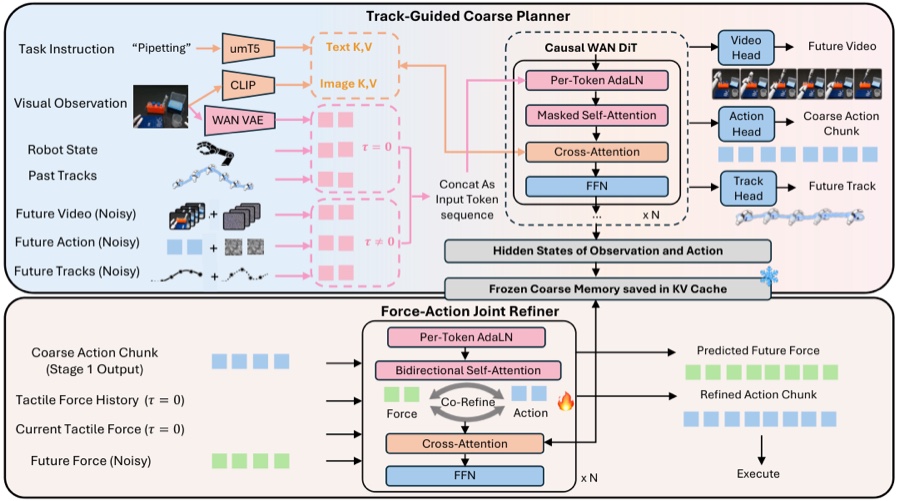 Track-Guided Coarse Planner
Task Instruction
"Pipetting"
umT5
Text K,V
Visual Observation
CLIP
Image K,V
WAN VAE
Robot State
τ = 0
Past Tracks
Future Video (Noisy)
+
Future Action (Noisy)
+
τ ≠ 0
Future Tracks (Noisy)
+
Concat As
Input Token
sequence
Causal WAN DiT
Per-Token AdaLN
Masked Self-Attention
Cross-Attention
FFN
...
x N
Video
Head
Future Video
Action
Head
Coarse Action
Chunk
Track
Head
Future Track
Hidden States of Observation and Action
Frozen Coarse Memory saved in KV Cache
Force-Action Joint Refiner
Coarse Action Chunk
(Stage 1 Output)
Tactile Force History (τ = 0)
Current Tactile Force (τ = 0)
Future Force (Noisy)
Per-Token AdaLN
Bidirectional Self-Attention
Force
Co-Refine
Action
Cross-Attention
FFN
x N
Predicted Future Force
Refined Action Chunk
Execute